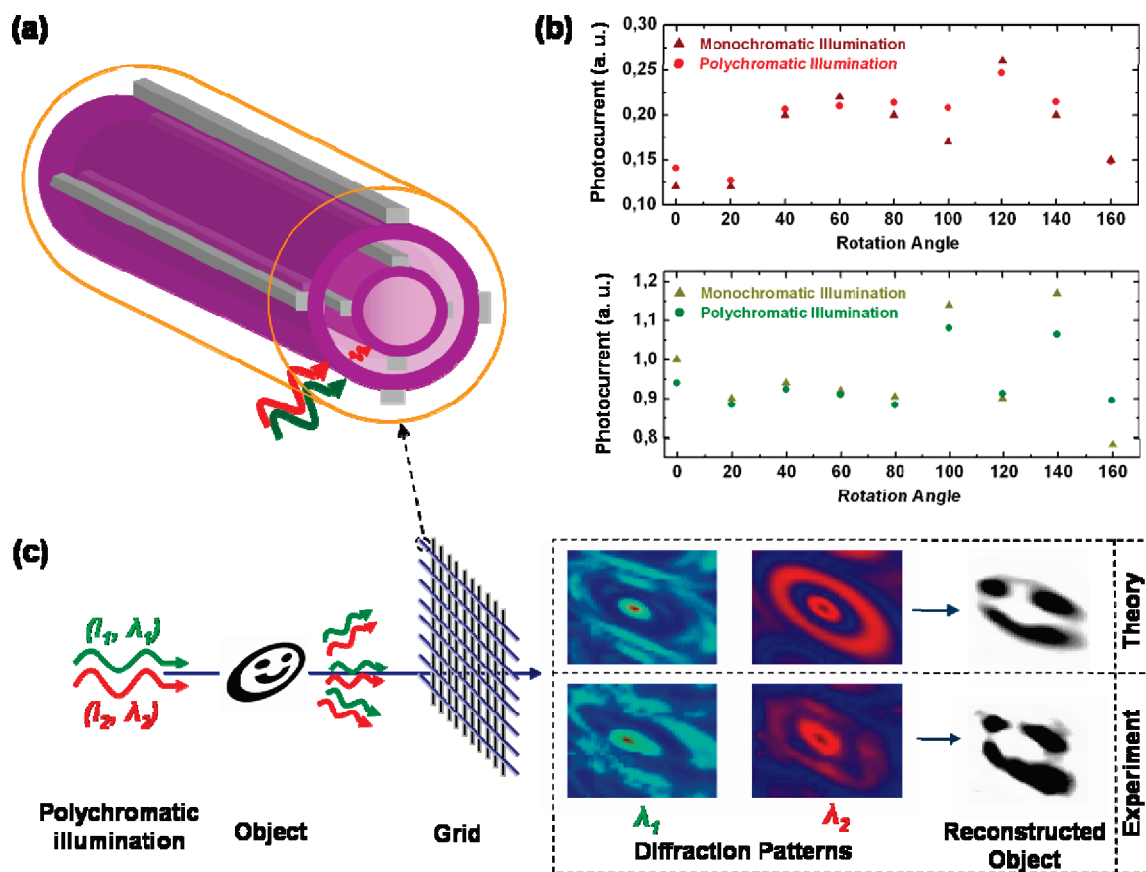 (a)
(b)
Photocurrent (a. u.)
0,30
0,25
0,20
0,15
0,10
Monochromatic Illumination
Polychromatic Illumination
0 20 40 60 80 100 120 140 160
Rotation Angle
Photocurrent (a. u.)
1,2
1,1
1,0
0,9
0,8
Monochromatic Illumination
Polychromatic Illumination
0 20 40 60 80 100 120 140 160
Rotation Angle
(c)
(I₁, λ₁)
(I₂, λ₂)
Polychromatic
illumination
Object
Grid
λ₁
λ₂
Diffraction Patterns
Reconstructed
Object
Theory
Experiment